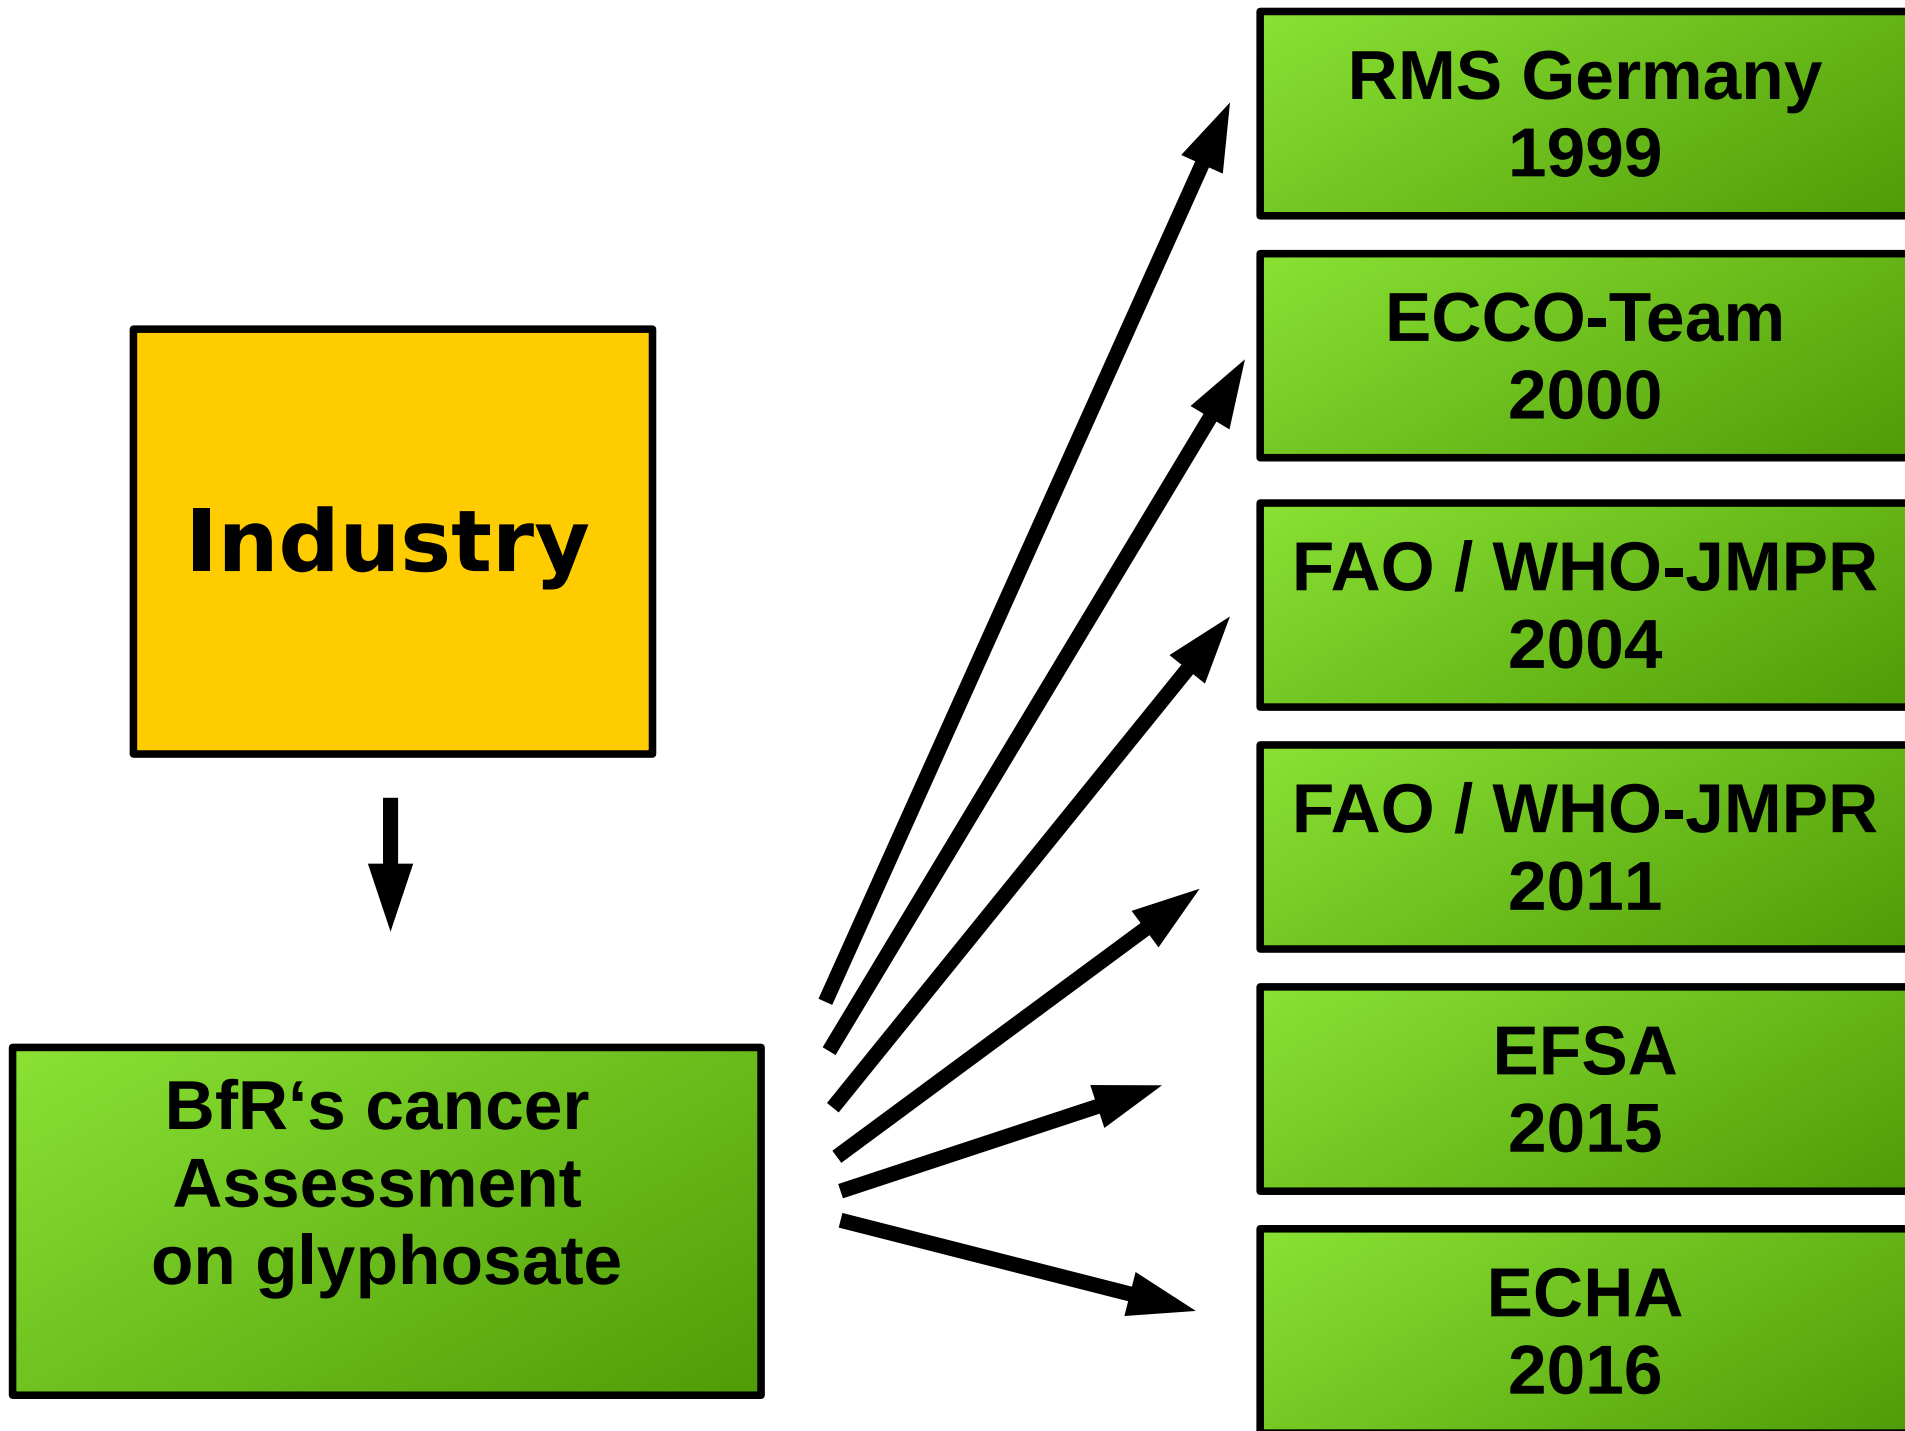 Industry
BfR‘s cancer
Assessment
on glyphosate
RMS Germany
1999
ECCO-Team
2000
FAO / WHO-JMPR
2004
FAO / WHO-JMPR
2011
EFSA
2015
ECHA
2016